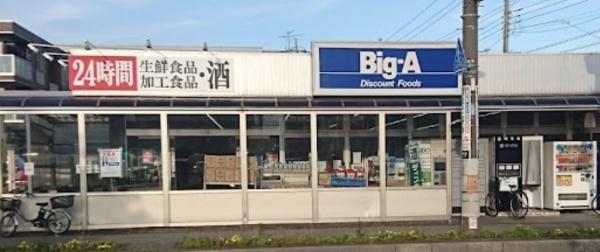 24時間
生鮮食品
加工食品・酒
Big-A
Discount Foods